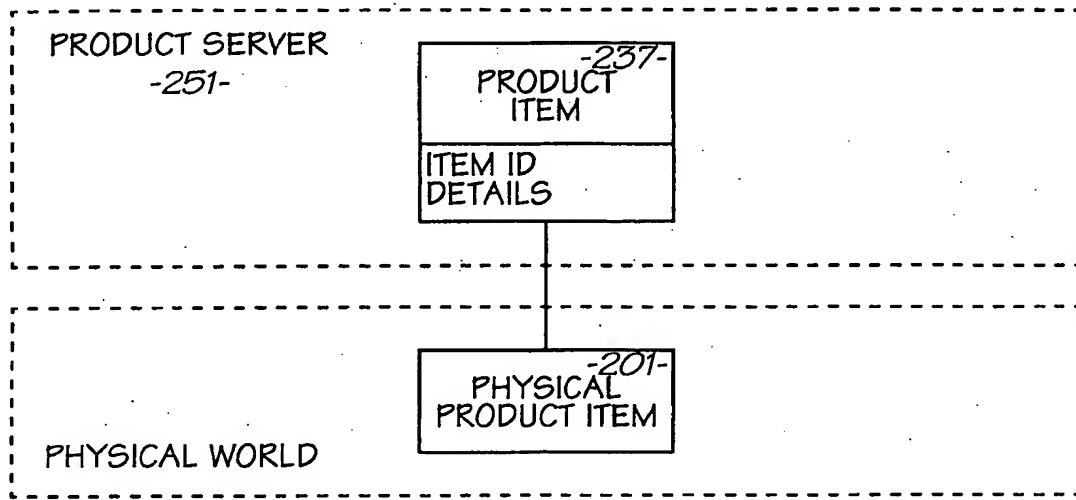 PRODUCT SERVER
-251-
-237-
PRODUCT
ITEM
ITEM ID
DETAILS
-201-
PHYSICAL
PRODUCT ITEM
PHYSICAL WORLD